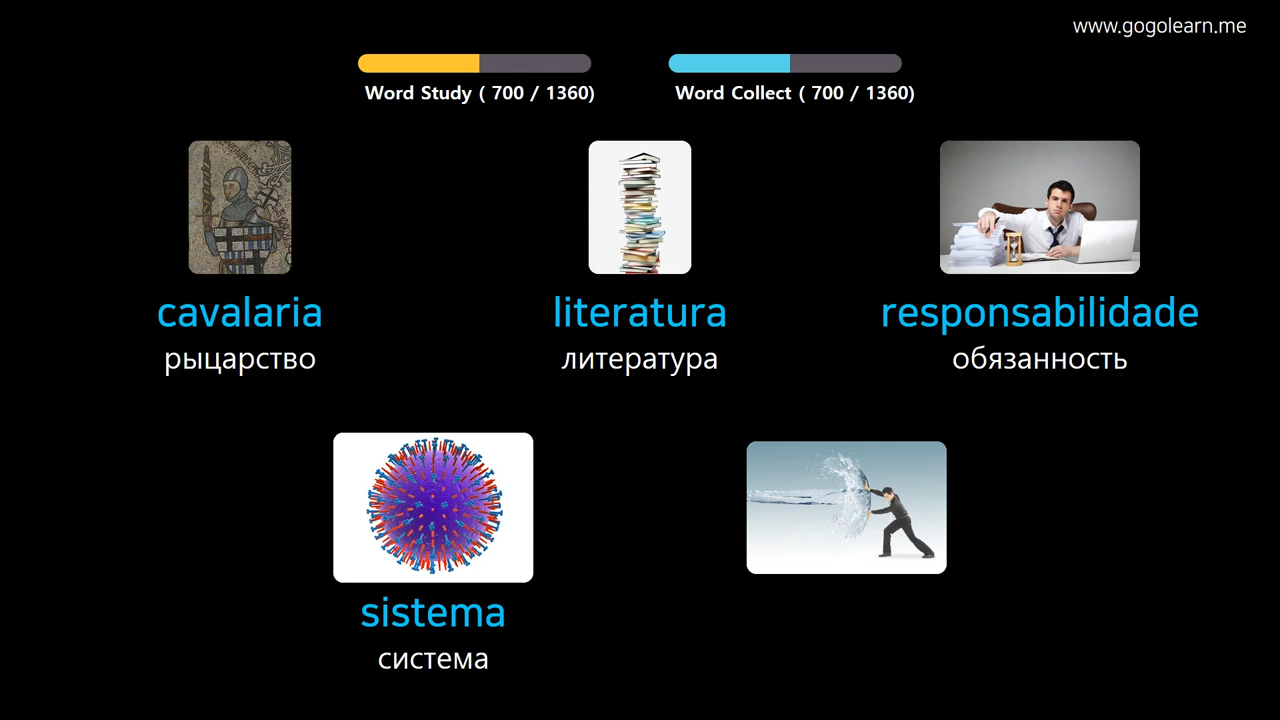 www.gogolearn.me
Word Study ( 700 / 1360)
Word Collect ( 700 / 1360)
cavalaria
рыцарство
literatura
литература
responsabilidade
обязанность
sistema
система